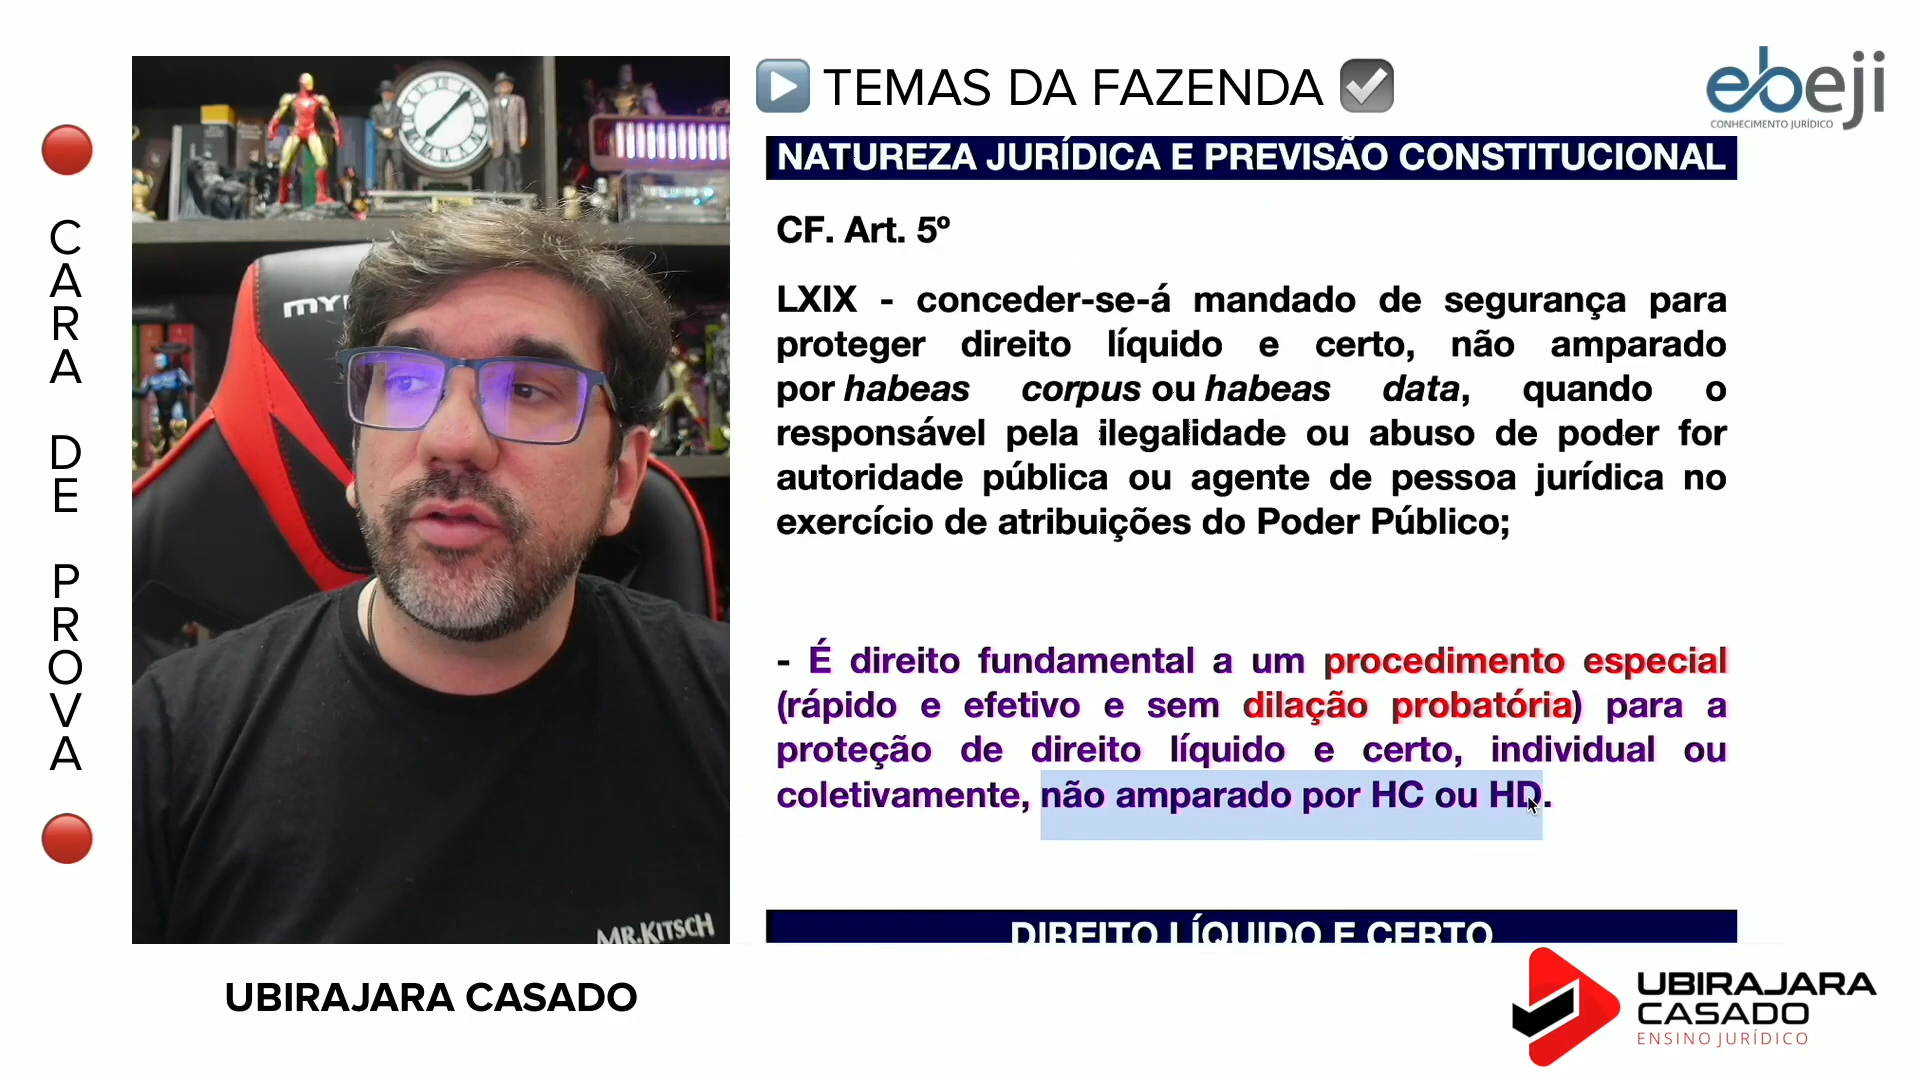 ▶️ TEMAS DA FAZENDA ✅
ebeji
CONHECIMENTO JURÍDICO
CARA DE PROVA
NATUREZA JURÍDICA E PREVISÃO CONSTITUCIONAL
CF. Art. 5º
LXIX - conceder-se-á mandado de segurança para
proteger direito líquido e certo, não amparado
por habeas corpus ou habeas data, quando o
responsável pela ilegalidade ou abuso de poder for
autoridade pública ou agente de pessoa jurídica no
exercício de atribuições do Poder Público;
- É direito fundamental a um procedimento especial
(rápido e efetivo e sem dilação probatória) para a
proteção de direito líquido e certo, individual ou
coletivamente, não amparado por HC ou HD.
DIREITO LÍQUIDO E CERTO
MR.KITSCH
UBIRAJARA CASADO
UBIRAJARA
CASADO
ENSINO JURÍDICO